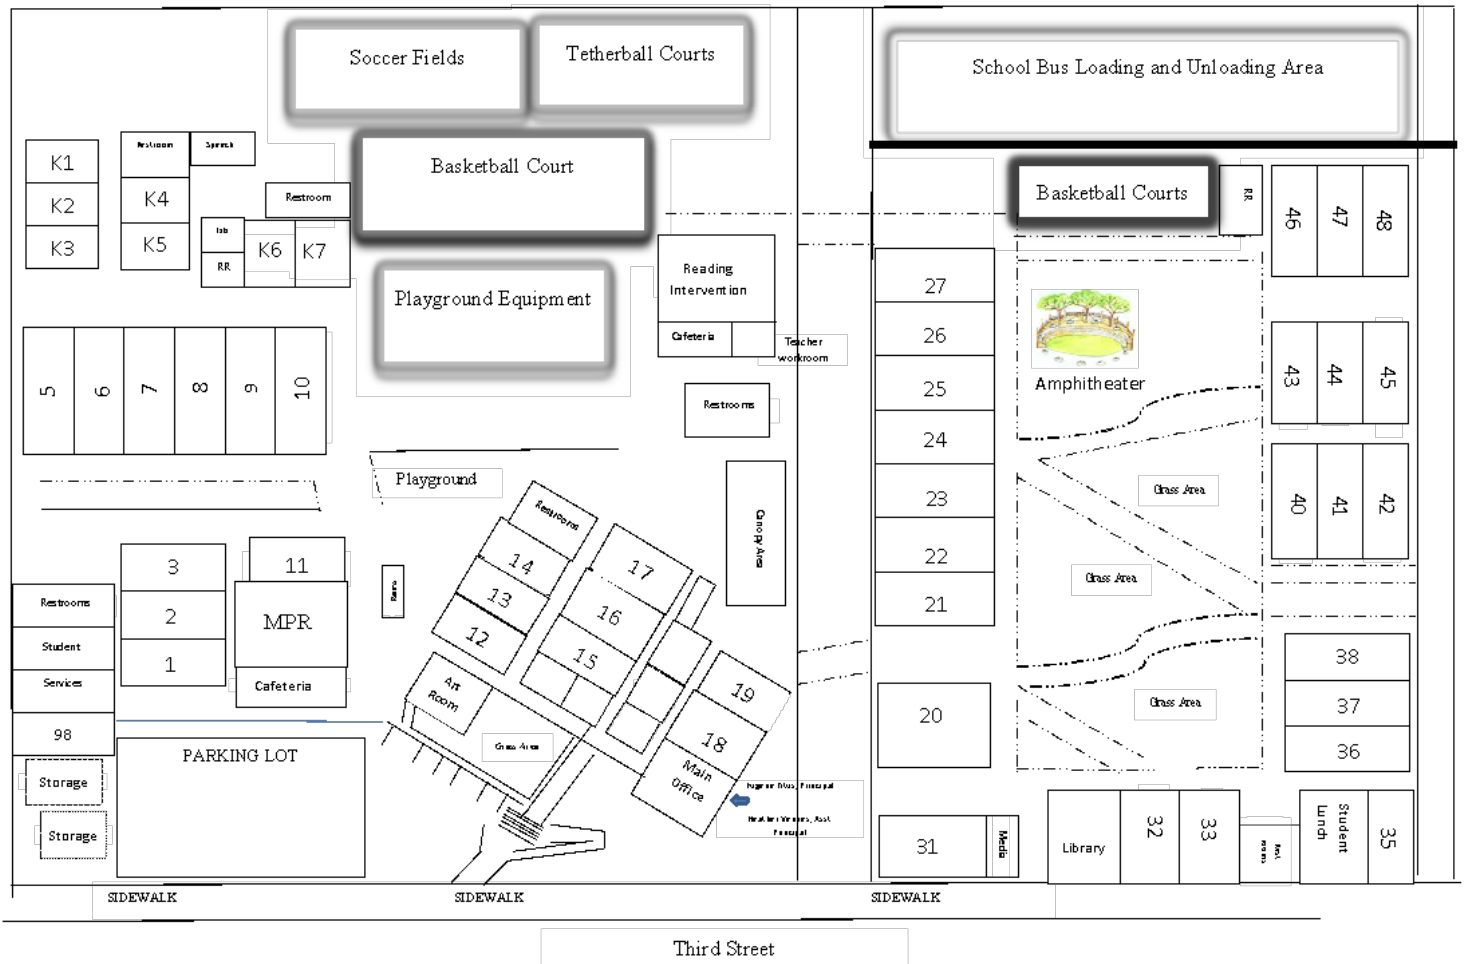 Soccer Fields
Tetherball Courts
School Bus Loading and Unloading Area
Basketball Court
Basketball Courts
RR
46
47
48
K1
K2
K3
Restroom
Speech
K4
K5
Restroom
RR
K6
K7
Playground Equipment
Reading
Intervention
Cafeteria
Teacher
workroom
Restrooms
27
26
25
24
23
22
21
20
Amphitheater
43
44
45
Grass Area
40
41
42
Grass Area
Grass Area
38
37
36
5
6
7
8
9
10
Playground
Canopy Area
Restrooms
14
13
12
17
16
15
19
18
Main
Office
Art
Room
Grass Area
3
2
1
11
MPR
Cafeteria
Restrooms
Student
Services
98
Storage
Storage
PARKING LOT
Principal
Asst
Principal
31
Media
Library
32
33
Student
Lunch
35
SIDEWALK
SIDEWALK
SIDEWALK
Third Street